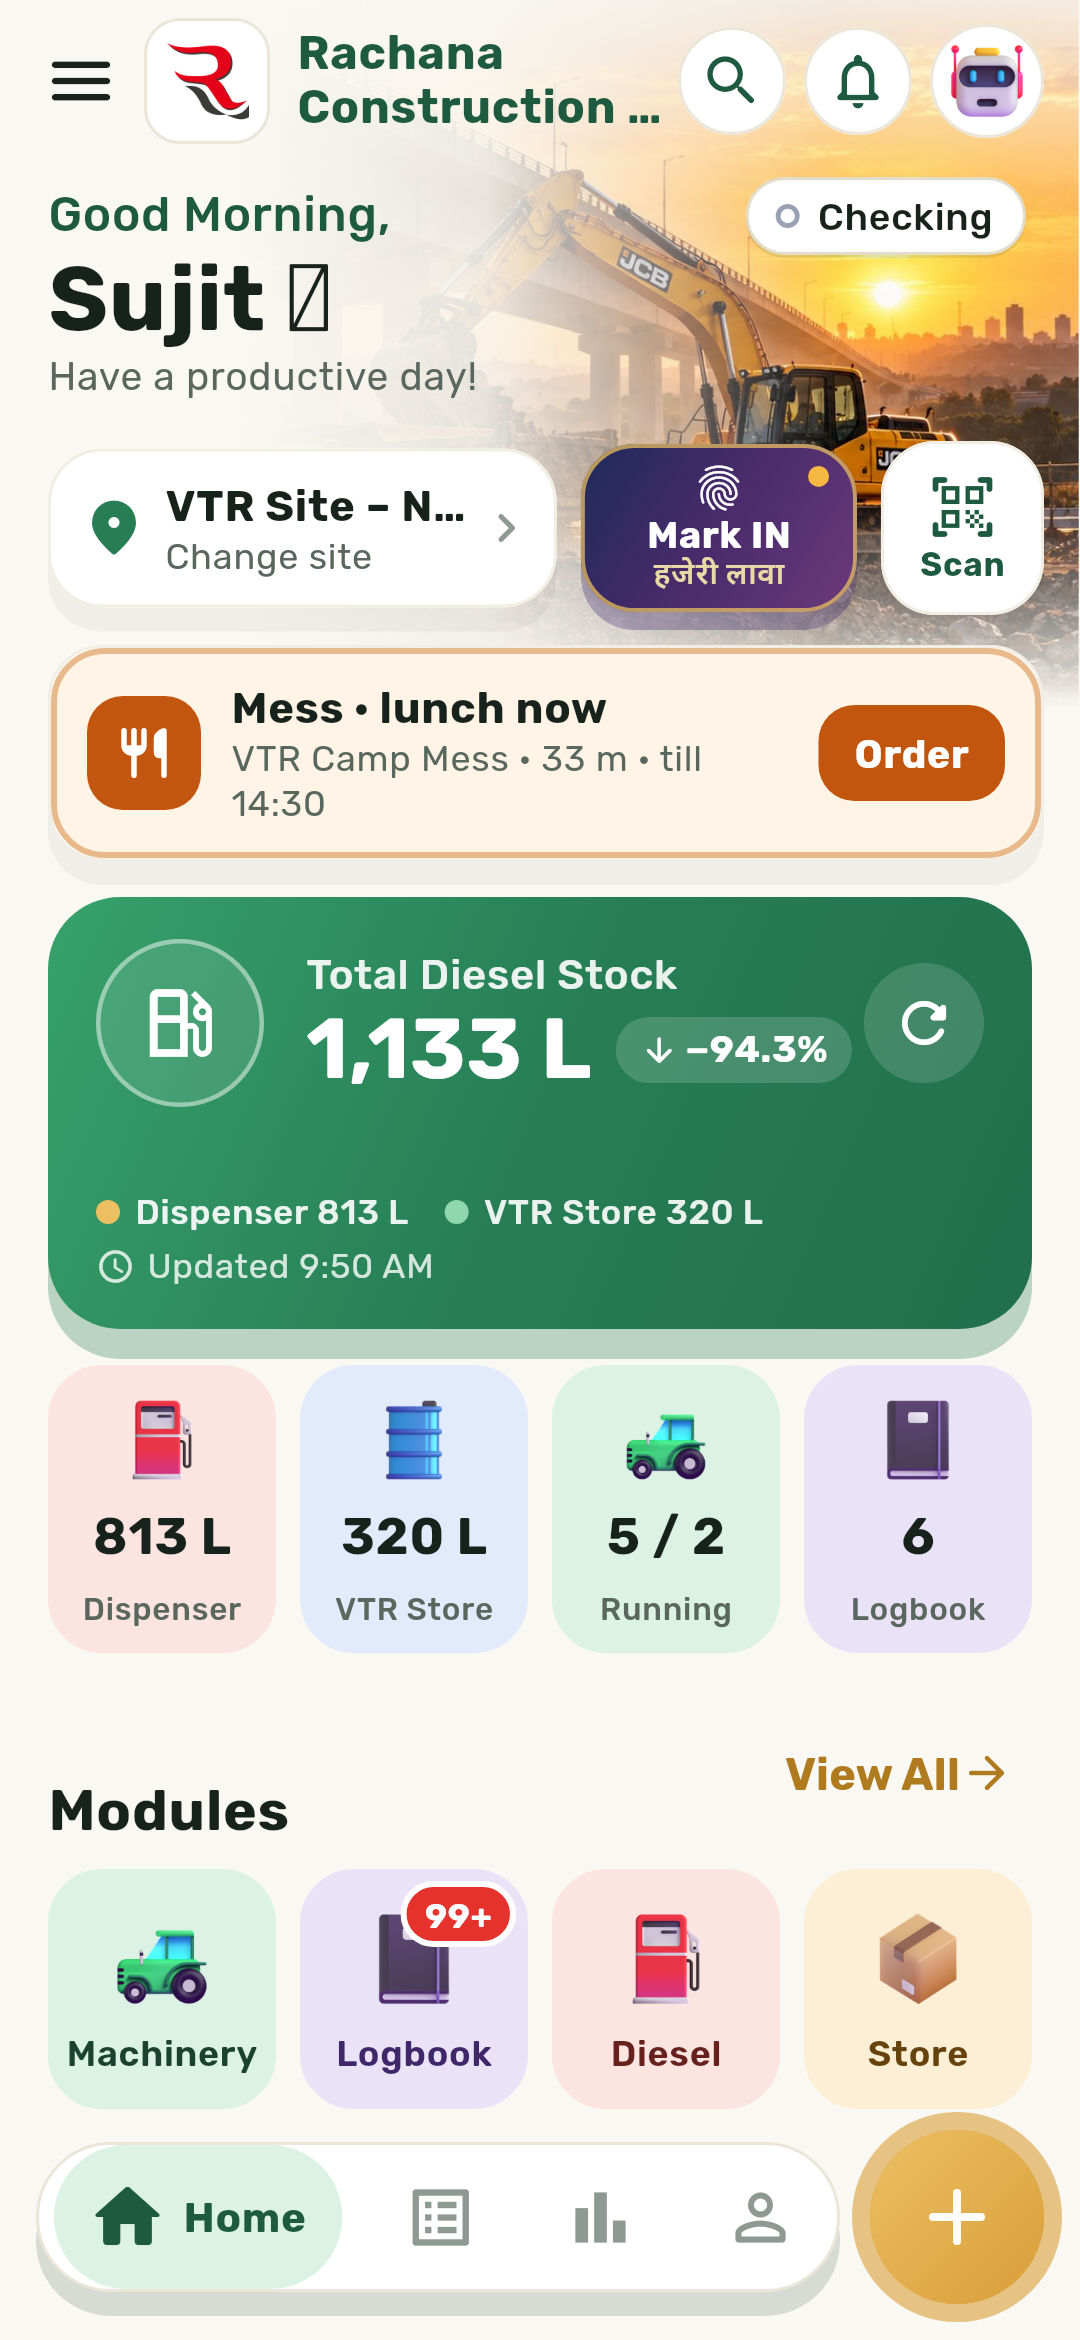 Rachana
Construction ...
Good Morning,
Checking
Sujit
Have a productive day!
JCB
VTR Site – N...
Change site
Mark IN
हजेरी लावा
Scan
Mess • lunch now
VTR Camp Mess • 33 m • till
14:30
Order
Total Diesel Stock
1,133 L
–94.3%
Dispenser 813 L
VTR Store 320 L
Updated 9:50 AM
813 L
Dispenser
320 L
VTR Store
5 / 2
Running
6
Logbook
View All
Modules
99+
Machinery
Logbook
Diesel
Store
Home